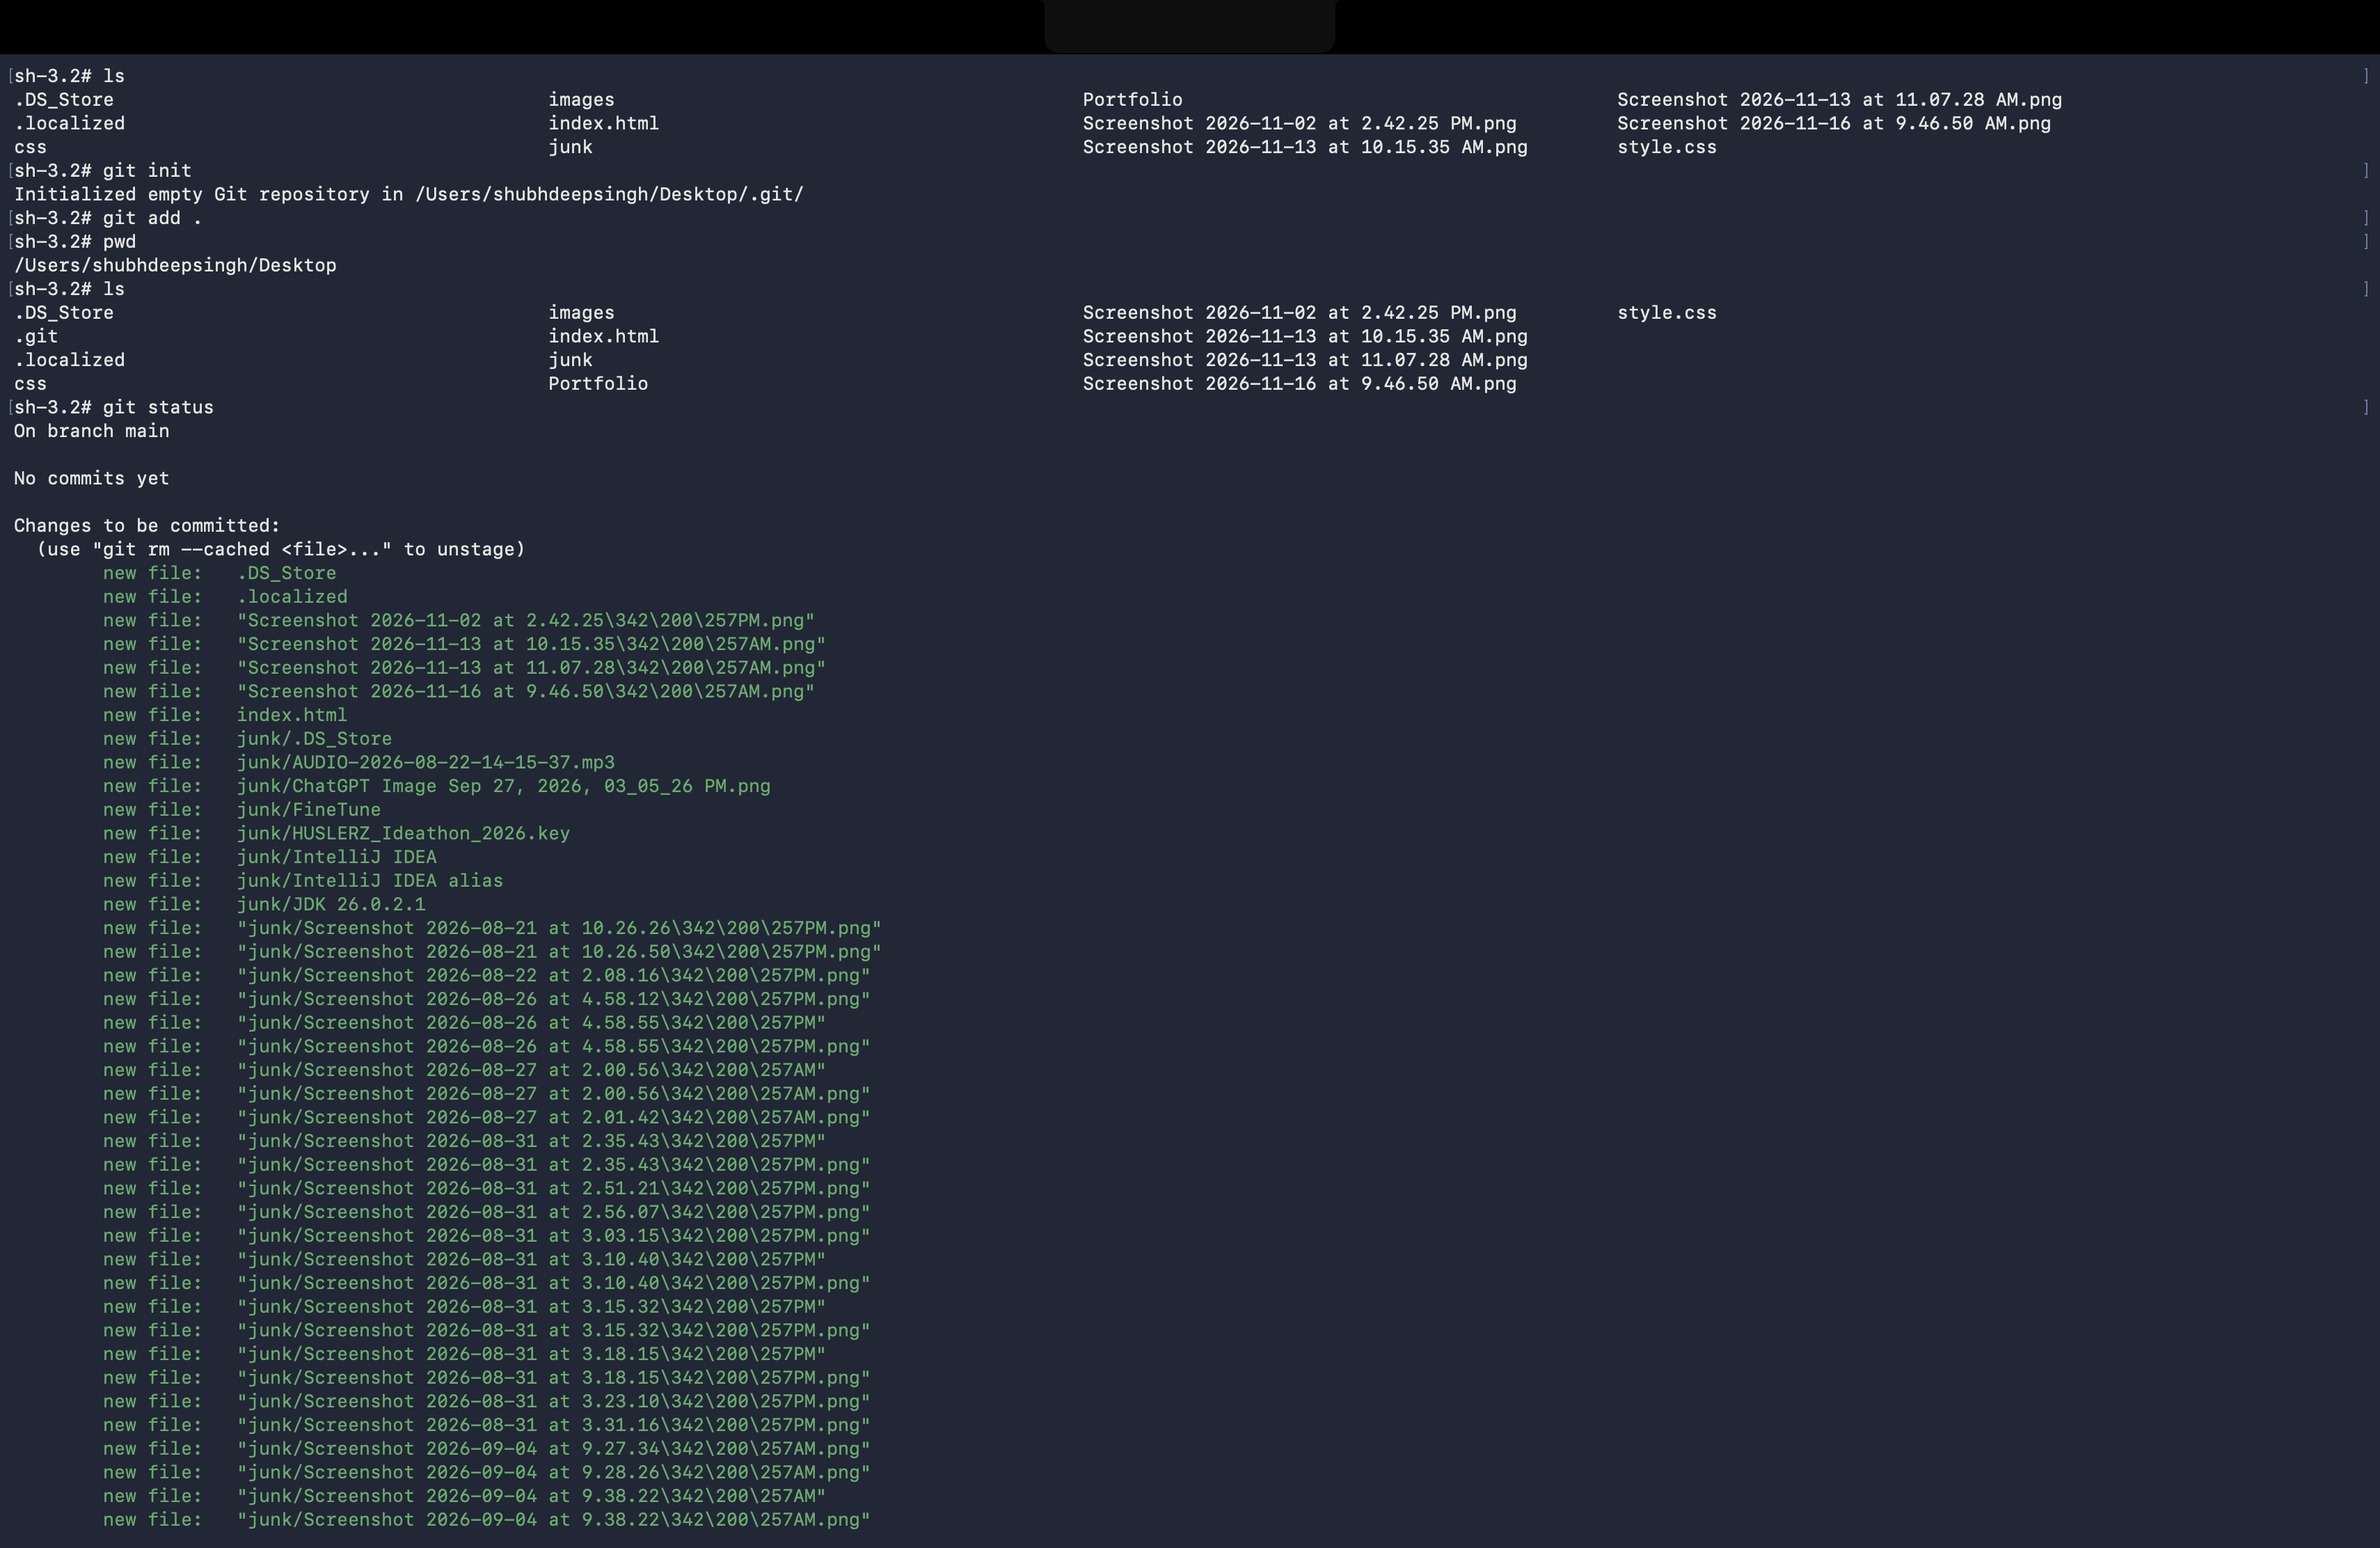 [sh-3.2# ls ]
.DS_Store images Portfolio Screenshot 2026-11-13 at 11.07.28 AM.png
.localized index.html Screenshot 2026-11-02 at 2.42.25 PM.png Screenshot 2026-11-16 at 9.46.50 AM.png
css junk Screenshot 2026-11-13 at 10.15.35 AM.png style.css
[sh-3.2# git init ]
Initialized empty Git repository in /Users/shubhdeepsingh/Desktop/.git/
[sh-3.2# git add . ]
[sh-3.2# pwd ]
/Users/shubhdeepsingh/Desktop
[sh-3.2# ls ]
.DS_Store images Screenshot 2026-11-02 at 2.42.25 PM.png style.css
.git index.html Screenshot 2026-11-13 at 10.15.35 AM.png
.localized junk Screenshot 2026-11-13 at 11.07.28 AM.png
css Portfolio Screenshot 2026-11-16 at 9.46.50 AM.png
[sh-3.2# git status ]
On branch main
No commits yet
Changes to be committed:
(use "git rm --cached <file>..." to unstage)
new file: .DS_Store
new file: .localized
new file: "Screenshot 2026-11-02 at 2.42.25\342\200\257PM.png"
new file: "Screenshot 2026-11-13 at 10.15.35\342\200\257AM.png"
new file: "Screenshot 2026-11-13 at 11.07.28\342\200\257AM.png"
new file: "Screenshot 2026-11-16 at 9.46.50\342\200\257AM.png"
new file: index.html
new file: junk/.DS_Store
new file: junk/AUDIO-2026-08-22-14-15-37.mp3
new file: junk/ChatGPT Image Sep 27, 2026, 03_05_26 PM.png
new file: junk/FineTune
new file: junk/HUSLERZ_Ideathon_2026.key
new file: junk/IntelliJ IDEA
new file: junk/IntelliJ IDEA alias
new file: junk/JDK 26.0.2.1
new file: "junk/Screenshot 2026-08-21 at 10.26.26\342\200\257PM.png"
new file: "junk/Screenshot 2026-08-21 at 10.26.50\342\200\257PM.png"
new file: "junk/Screenshot 2026-08-22 at 2.08.16\342\200\257PM.png"
new file: "junk/Screenshot 2026-08-26 at 4.58.12\342\200\257PM.png"
new file: "junk/Screenshot 2026-08-26 at 4.58.55\342\200\257PM"
new file: "junk/Screenshot 2026-08-26 at 4.58.55\342\200\257PM.png"
new file: "junk/Screenshot 2026-08-27 at 2.00.56\342\200\257AM"
new file: "junk/Screenshot 2026-08-27 at 2.00.56\342\200\257AM.png"
new file: "junk/Screenshot 2026-08-27 at 2.01.42\342\200\257AM.png"
new file: "junk/Screenshot 2026-08-31 at 2.35.43\342\200\257PM"
new file: "junk/Screenshot 2026-08-31 at 2.35.43\342\200\257PM.png"
new file: "junk/Screenshot 2026-08-31 at 2.51.21\342\200\257PM.png"
new file: "junk/Screenshot 2026-08-31 at 2.56.07\342\200\257PM.png"
new file: "junk/Screenshot 2026-08-31 at 3.03.15\342\200\257PM.png"
new file: "junk/Screenshot 2026-08-31 at 3.10.40\342\200\257PM"
new file: "junk/Screenshot 2026-08-31 at 3.10.40\342\200\257PM.png"
new file: "junk/Screenshot 2026-08-31 at 3.15.32\342\200\257PM"
new file: "junk/Screenshot 2026-08-31 at 3.15.32\342\200\257PM.png"
new file: "junk/Screenshot 2026-08-31 at 3.18.15\342\200\257PM"
new file: "junk/Screenshot 2026-08-31 at 3.18.15\342\200\257PM.png"
new file: "junk/Screenshot 2026-08-31 at 3.23.10\342\200\257PM.png"
new file: "junk/Screenshot 2026-08-31 at 3.31.16\342\200\257PM.png"
new file: "junk/Screenshot 2026-09-04 at 9.27.34\342\200\257AM.png"
new file: "junk/Screenshot 2026-09-04 at 9.28.26\342\200\257AM.png"
new file: "junk/Screenshot 2026-09-04 at 9.38.22\342\200\257AM"
new file: "junk/Screenshot 2026-09-04 at 9.38.22\342\200\257AM.png"